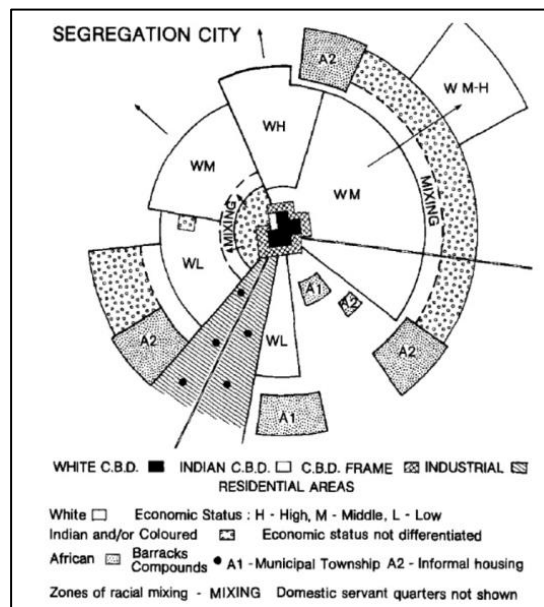 SEGREGATION CITY
A2
W M-H
WH
WM
WM
MIXING
MIXING
WL
A1
A2
WL
A2
A2
A1
WHITE C.B.D. INDIAN C.B.D. C.B.D. FRAME INDUSTRIAL
RESIDENTIAL AREAS
White Economic Status : H - High, M - Middle, L - Low
Indian and/or Coloured Economic status not differentiated
African Barracks Compounds A1 - Municipal Township A2 - Informal housing
Zones of racial mixing - MIXING Domestic servant quarters not shown